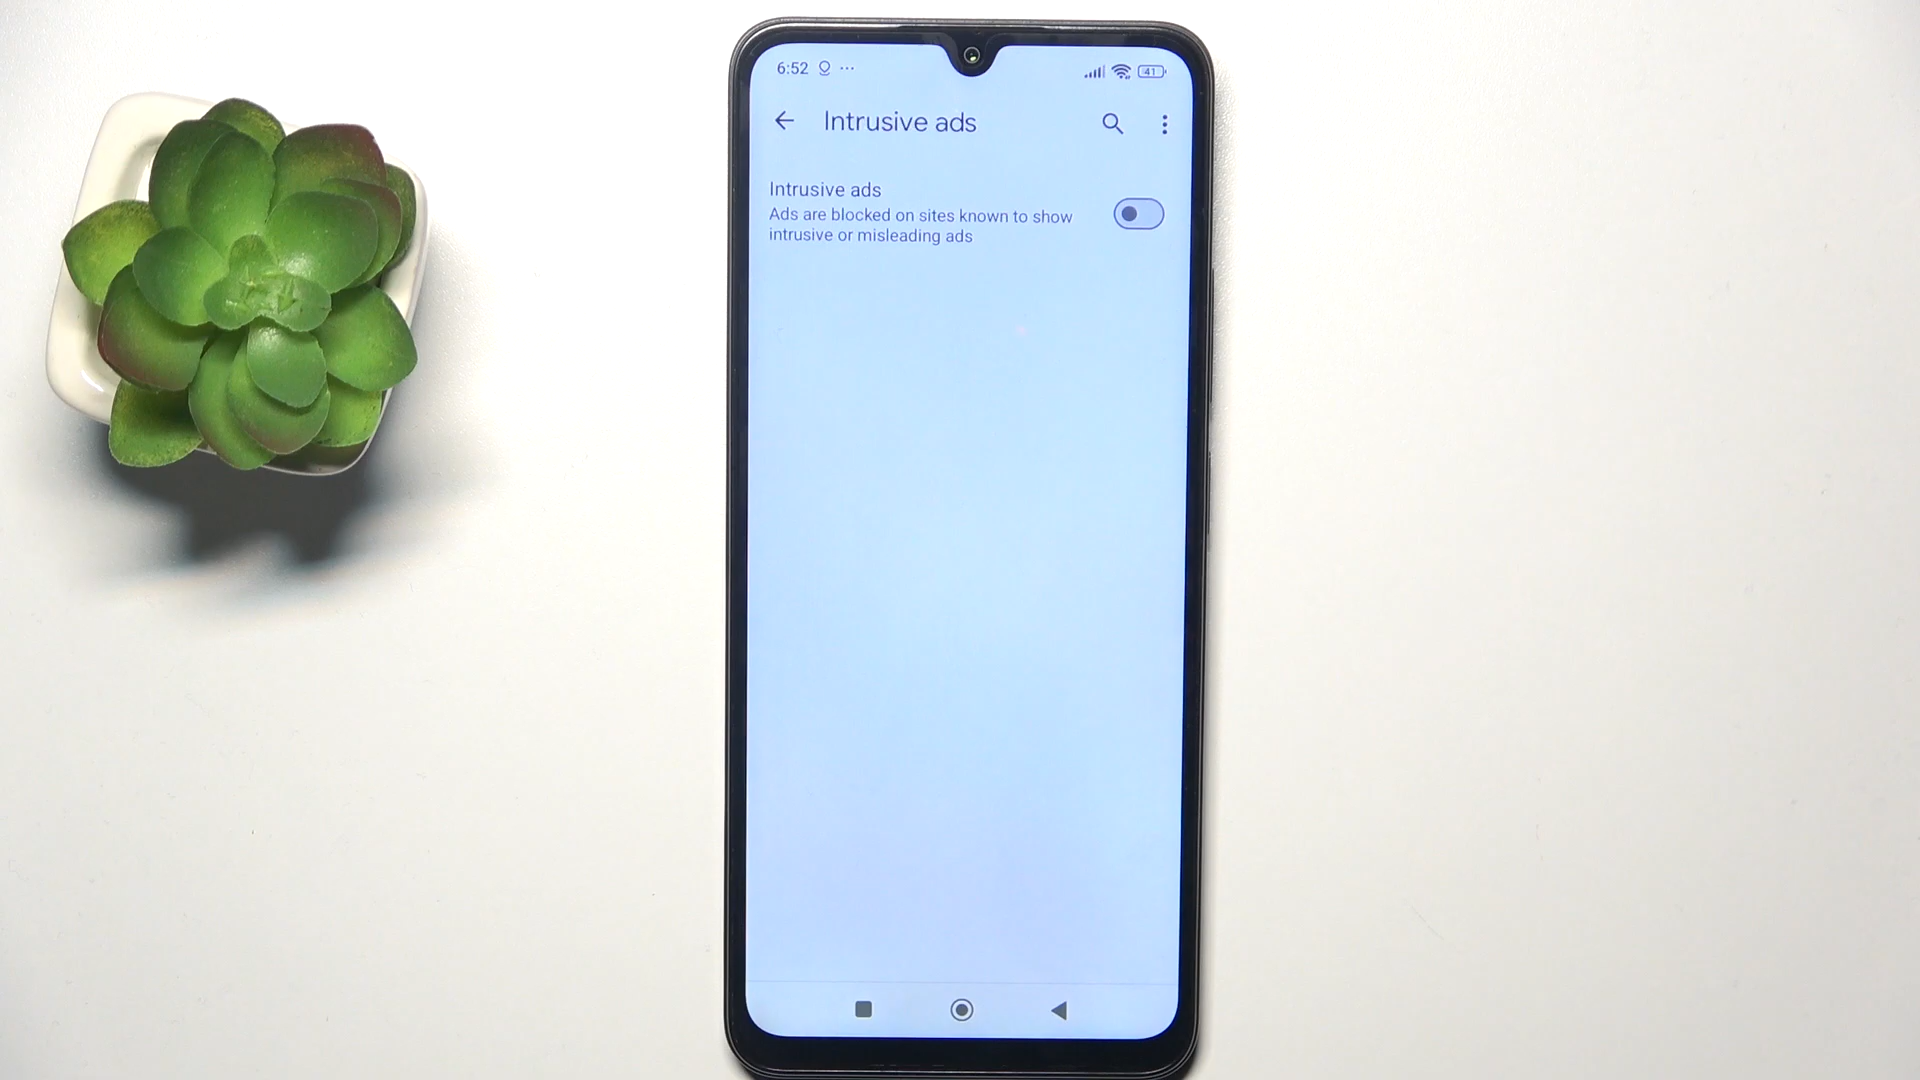 6:52
41
Intrusive ads
Intrusive ads
Ads are blocked on sites known to show
intrusive or misleading ads